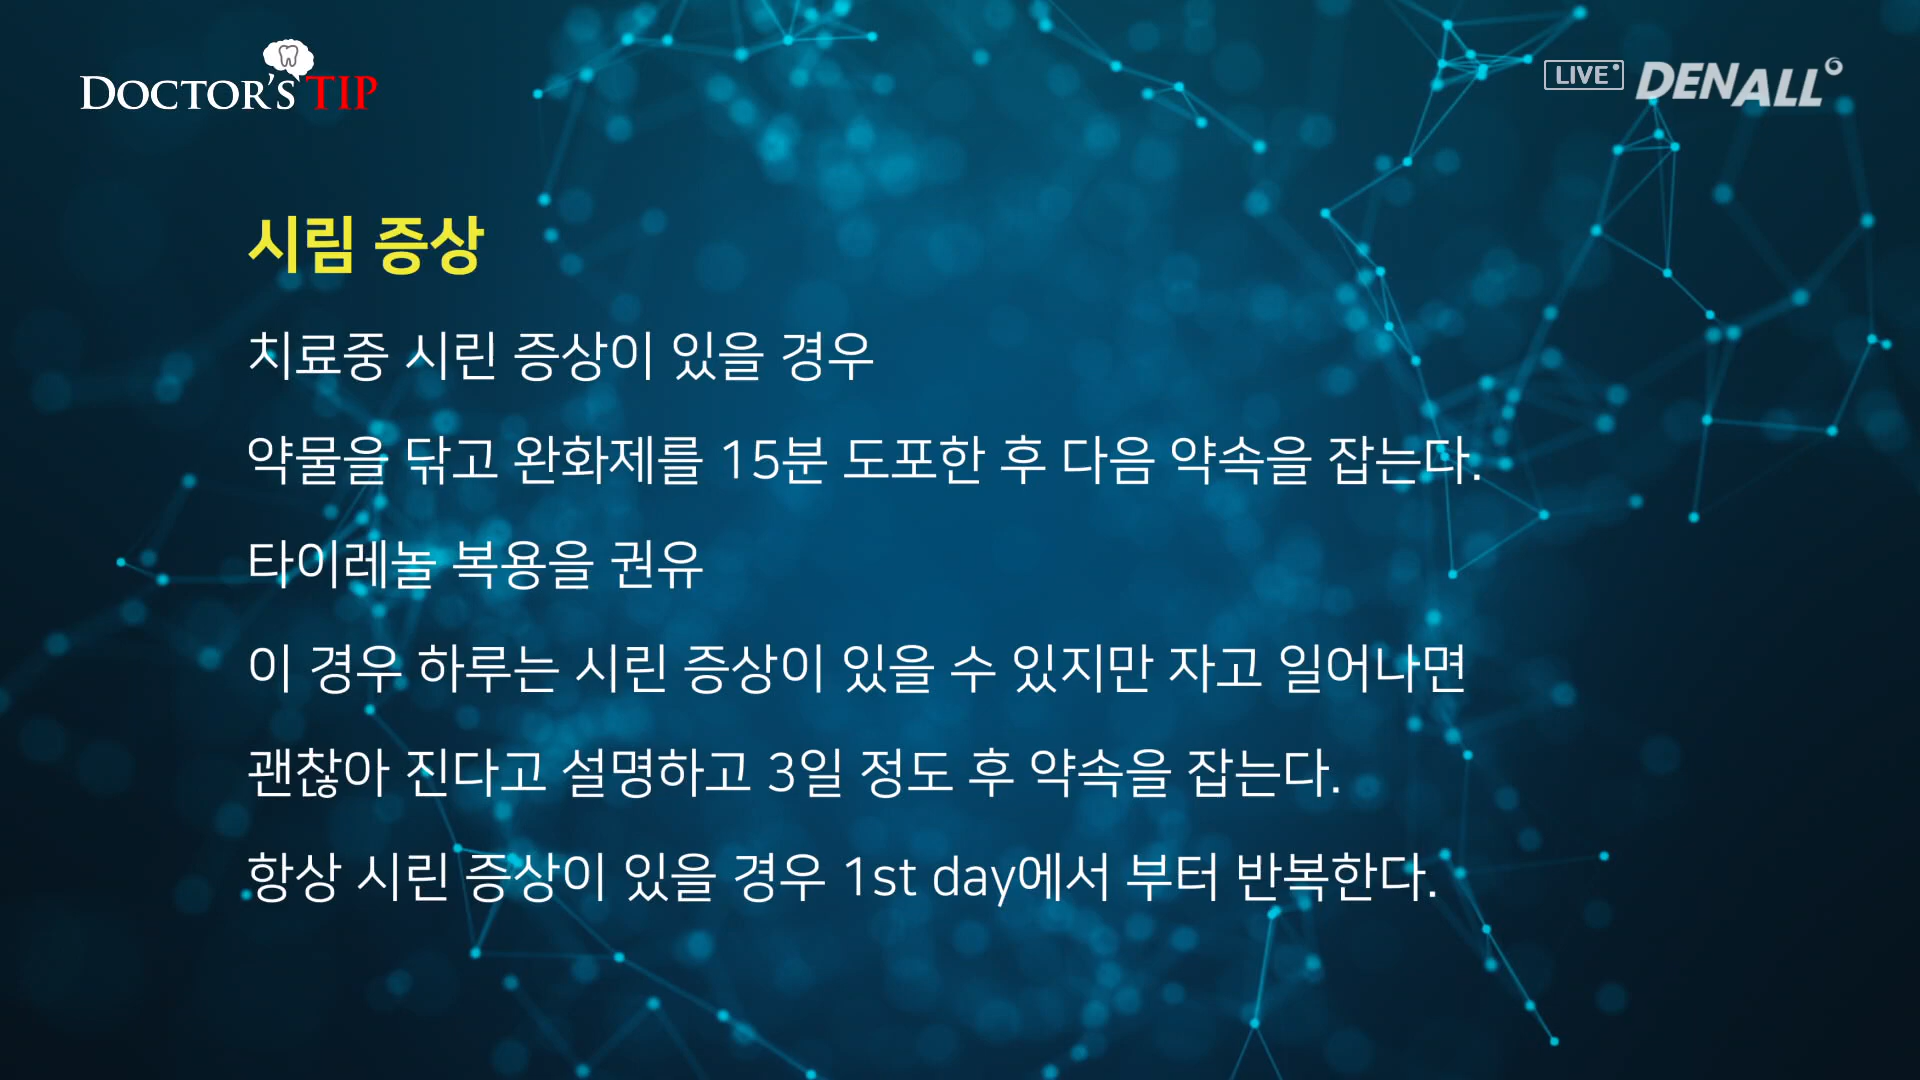 DOCTOR'S TIP
LIVE DENALL
시림 증상
치료중 시린 증상이 있을 경우
약물을 닦고 완화제를 15분 도포한 후 다음 약속을 잡는다.
타이레놀 복용을 권유
이 경우 하루는 시린 증상이 있을 수 있지만 자고 일어나면
괜찮아 진다고 설명하고 3일 정도 후 약속을 잡는다.
항상 시린 증상이 있을 경우 1st day에서 부터 반복한다.